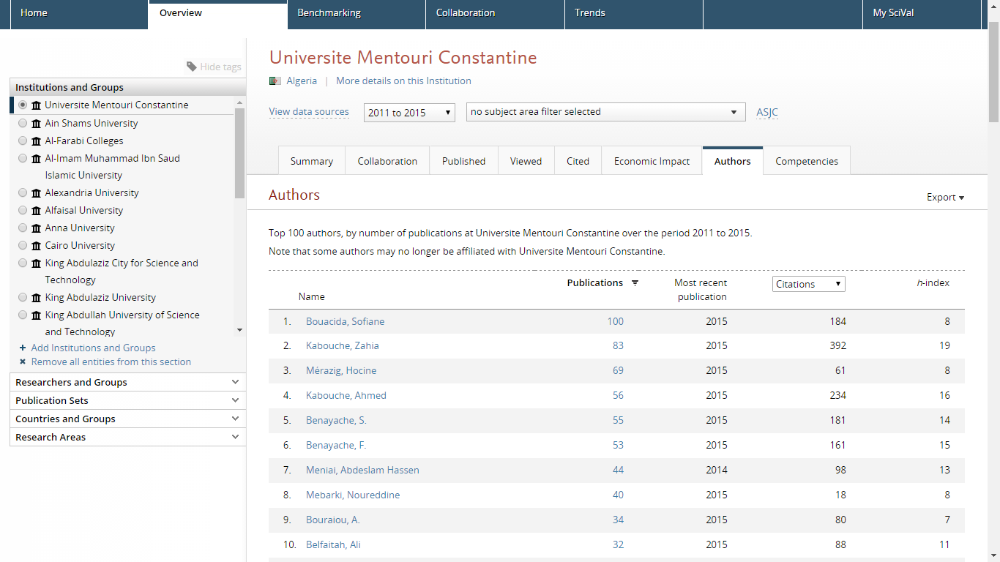 Home Overview Benchmarking Collaboration Trends My SciVal
Hide tags
Institutions and Groups
Universite Mentouri Constantine
Ain Shams University
Al-Farabi Colleges
Al-Imam Muhammad Ibn Saud
Islamic University
Alexandria University
Alfaisal University
Anna University
Cairo University
King Abdulaziz City for Science and
Technology
King Abdulaziz University
King Abdullah University of Science
and Technology
+ Add Institutions and Groups
× Remove all entities from this section
Researchers and Groups
Publication Sets
Countries and Groups
Research Areas
Universite Mentouri Constantine
Algeria | More details on this Institution
View data sources 2011 to 2015 no subject area filter selected ASJC
Summary Collaboration Published Viewed Cited Economic Impact Authors Competencies
Authors Export
Top 100 authors, by number of publications at Universite Mentouri Constantine over the period 2011 to 2015.
Note that some authors may no longer be affiliated with Universite Mentouri Constantine.
Publications Most recent Citations h-index
Name publication
1. Bouacida, Sofiane 100 2015 184 8
2. Kabouche, Zahia 83 2015 392 19
3. Mérazig, Hocine 69 2015 61 8
4. Kabouche, Ahmed 56 2015 234 16
5. Benayache, S. 55 2015 181 14
6. Benayache, F. 53 2015 161 15
7. Meniai, Abdeslam Hassen 44 2014 98 13
8. Mebarki, Noureddine 40 2015 18 8
9. Bouraiou, A. 34 2015 80 7
10. Belfaitah, Ali 32 2015 88 11